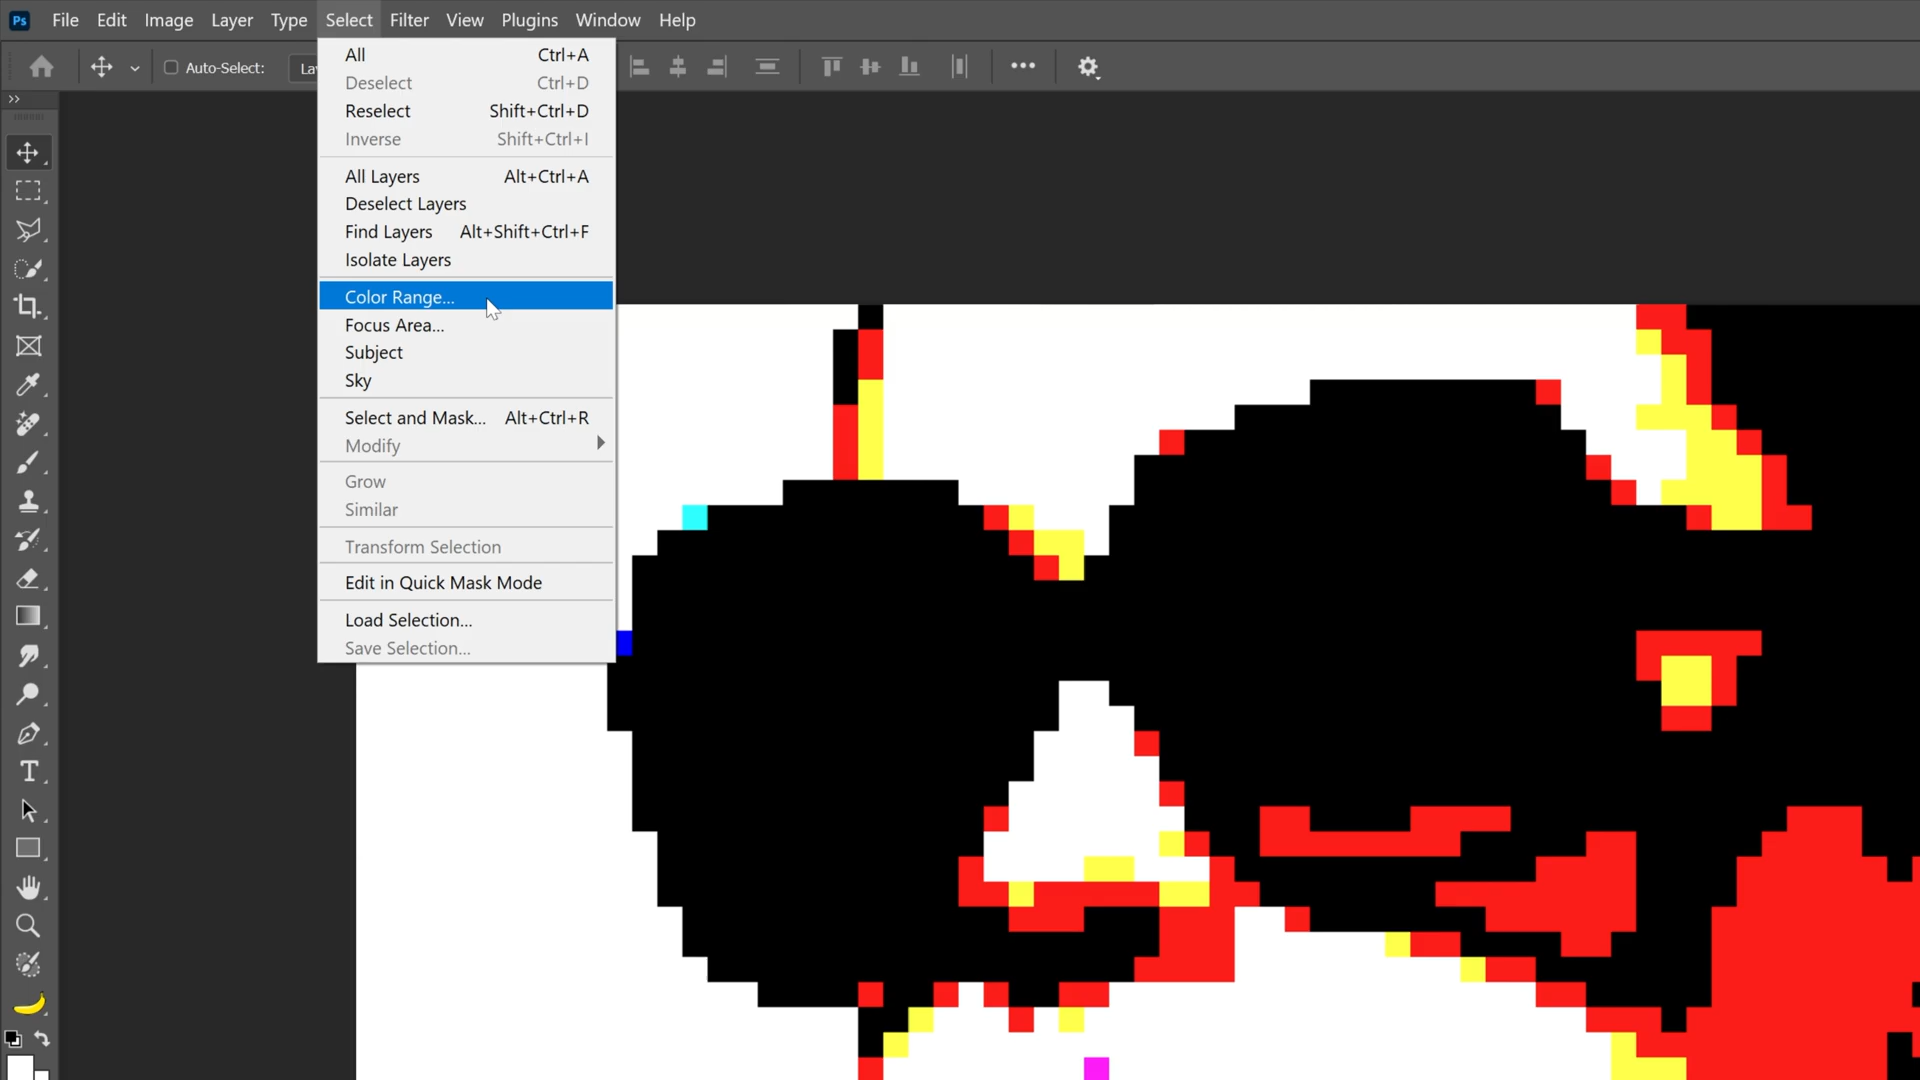 Ps File Edit Image Layer Type Select Filter View Plugins Window Help
Auto-Select: La
All Ctrl+A
Deselect Ctrl+D
Reselect Shift+Ctrl+D
Inverse Shift+Ctrl+I
All Layers Alt+Ctrl+A
Deselect Layers
Find Layers Alt+Shift+Ctrl+F
Isolate Layers
Color Range...
Focus Area...
Subject
Sky
Select and Mask... Alt+Ctrl+R
Modify
Grow
Similar
Transform Selection
Edit in Quick Mask Mode
Load Selection...
Save Selection...